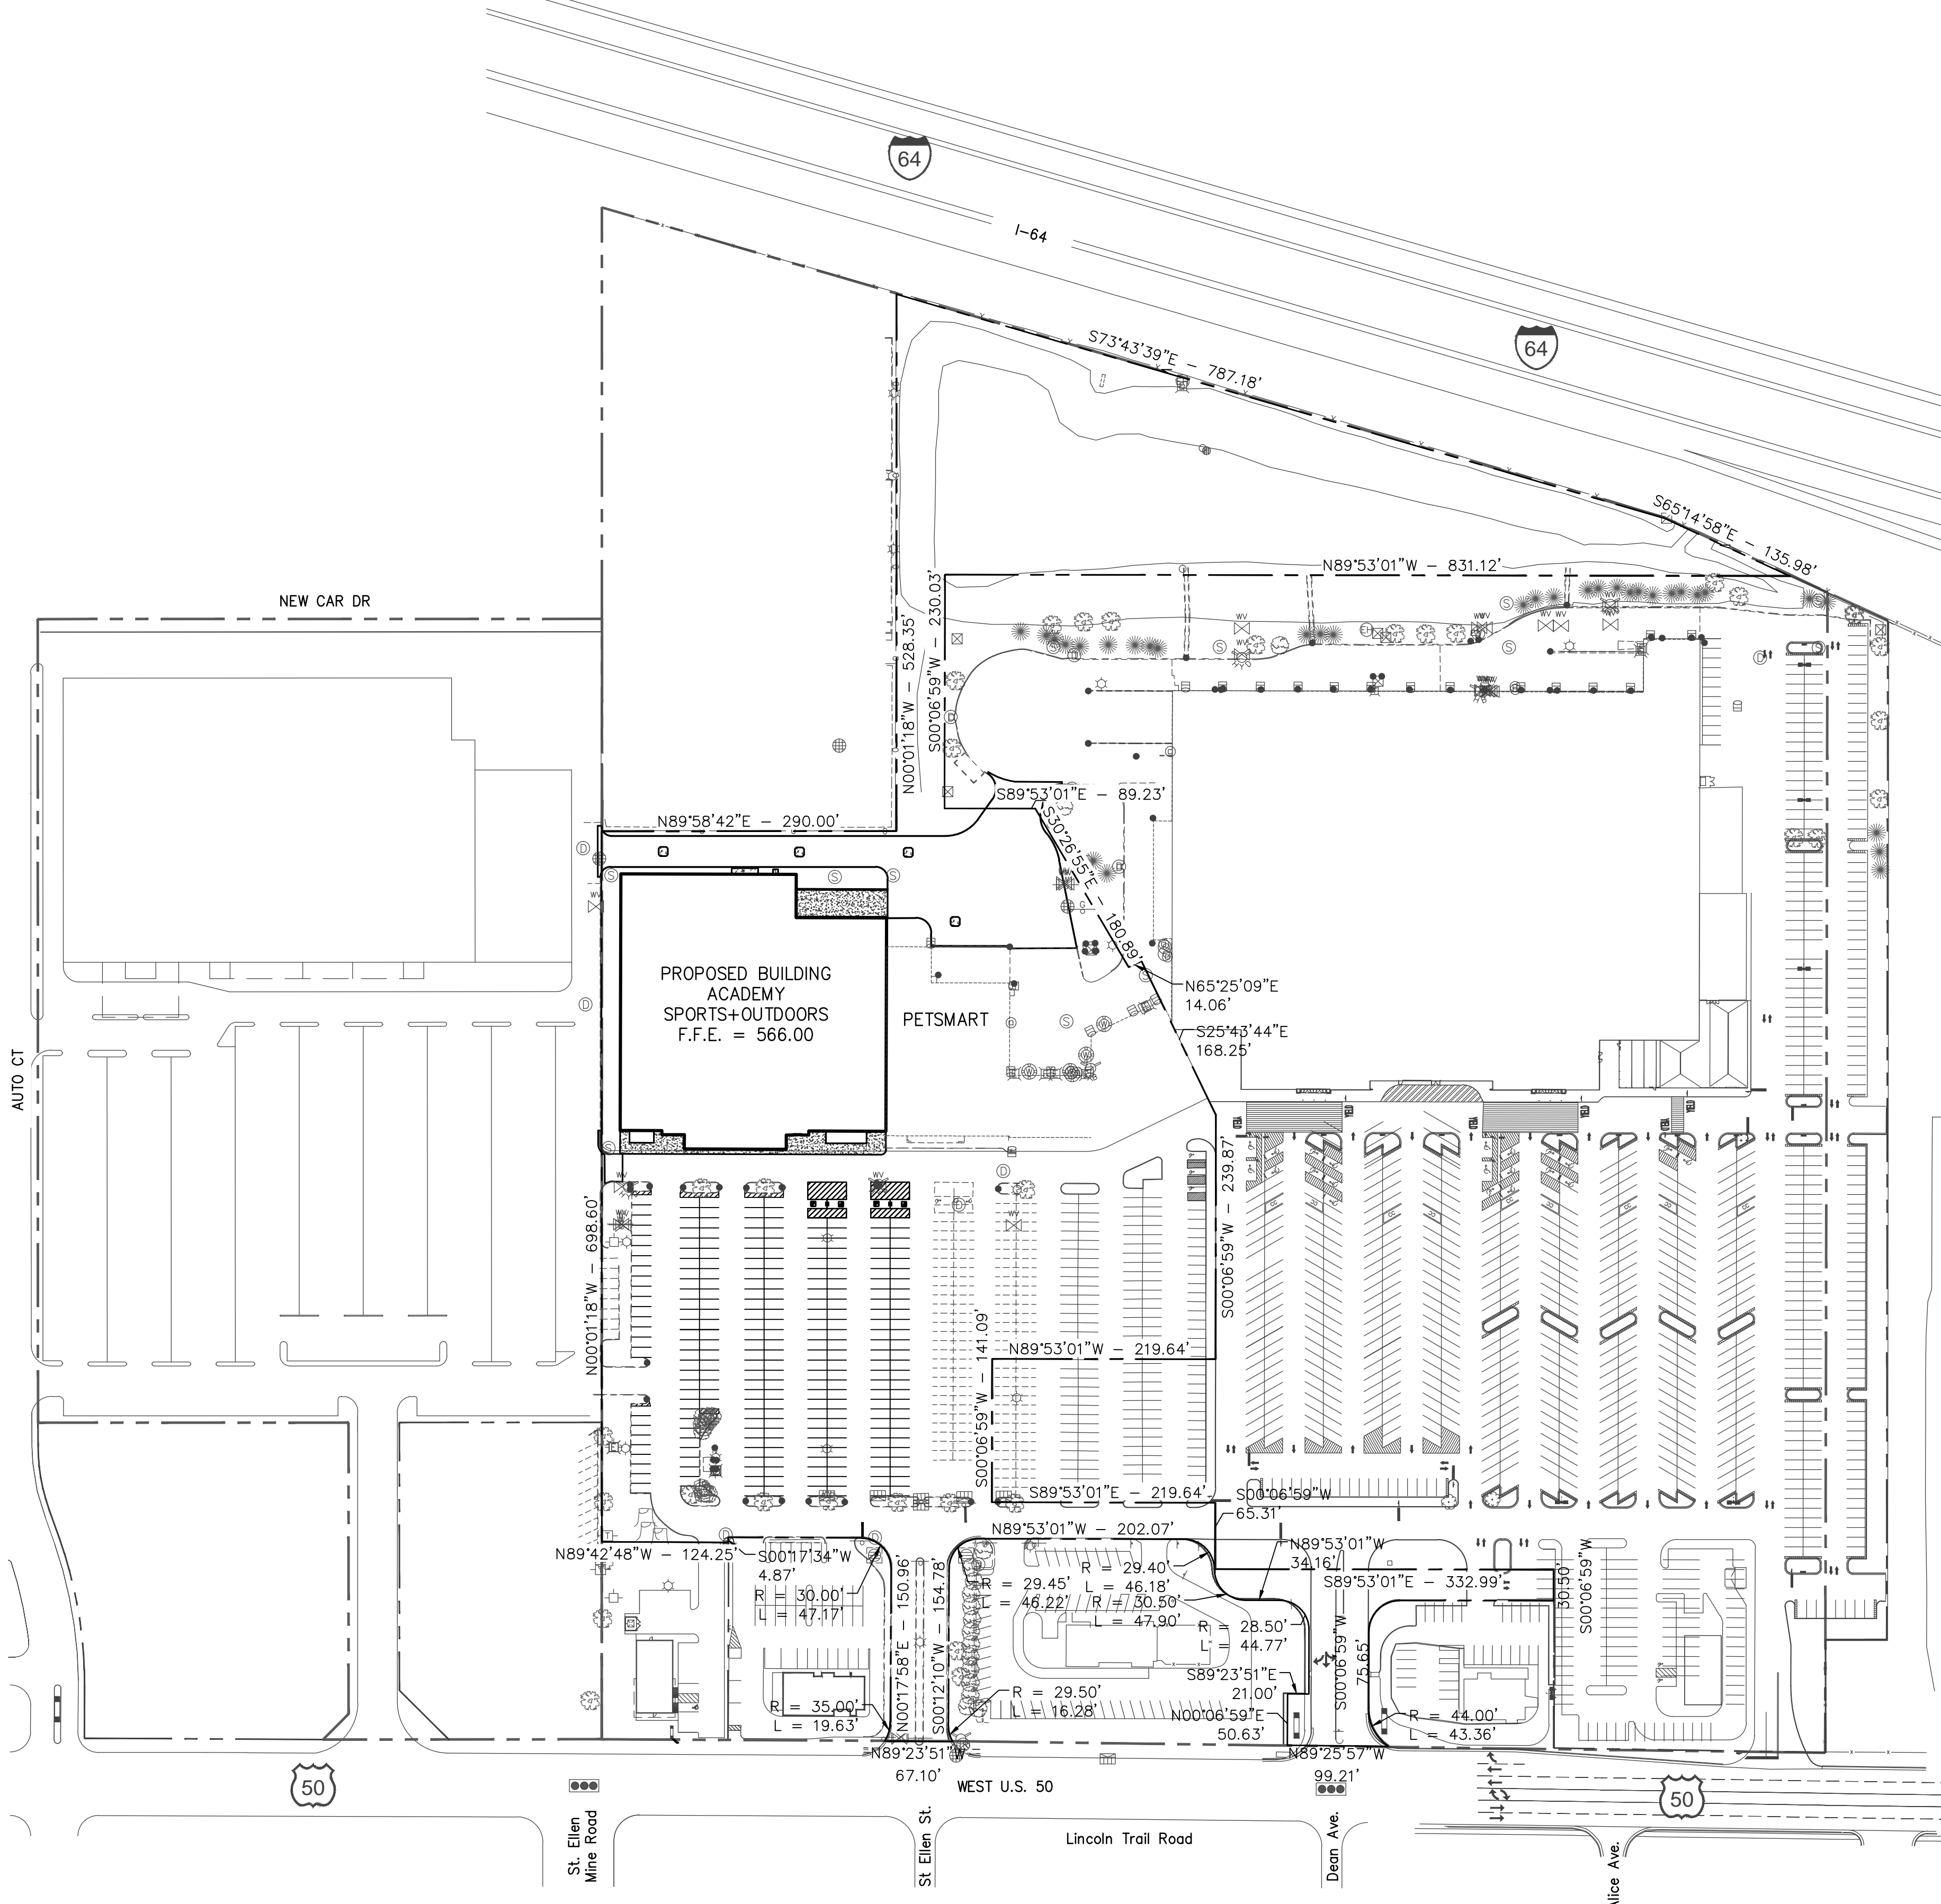 64
I-64
64
S73°43'39"E - 787.18'
S65°14'58"E - 135.98'
N89°53'01"W - 831.12'
NEW CAR DR
S00°06'59"W - 230.03'
N00°01'18"W - 528.35'
S89°53'01"E - 89.23'
N89°58'42"E - 290.00'
S30°26'55"E - 180.89'
PROPOSED BUILDING
ACADEMY
SPORTS+OUTDOORS
F.F.E. = 566.00
PETSMART
N65°25'09"E
14.06'
S25°43'44"E
168.25'
AUTO CT
YIELD
YIELD
YIELD
YIELD
YIELD
S00°06'59"W - 239.87'
N00°01'18"W - 698.60'
N89°53'01"W - 219.64'
S00°06'59"W - 141.09'
S89°53'01"E - 219.64'
S00°06'59"W
65.31'
N89°53'01"W - 202.07'
N89°42'48"W - 124.25'
S00°17'34"W
4.87'
N89°53'01"W
34.16'
S89°53'01"E - 332.99'
30.50'
S00°06'59"W
R = 29.40'
L = 46.18'
R = 29.45'
L = 46.22'
R = 30.50'
L = 47.90'
R = 30.00'
L = 47.17'
R = 28.50'
L = 44.77'
N00°17'58"E - 150.96'
S00°12'10"W - 154.78'
S00°06'59"W
75.65'
S89°23'51"E
21.00'
N00°06'59"E
50.63'
R = 35.00'
L = 19.63'
R = 29.50'
L = 16.28'
R = 44.00'
L = 43.36'
N89°23'51"W
67.10'
N89°25'57"W
99.21'
50
WEST U.S. 50
50
St. Ellen
Mine Road
St Ellen St.
Lincoln Trail Road
Dean Ave.
Alice Ave.